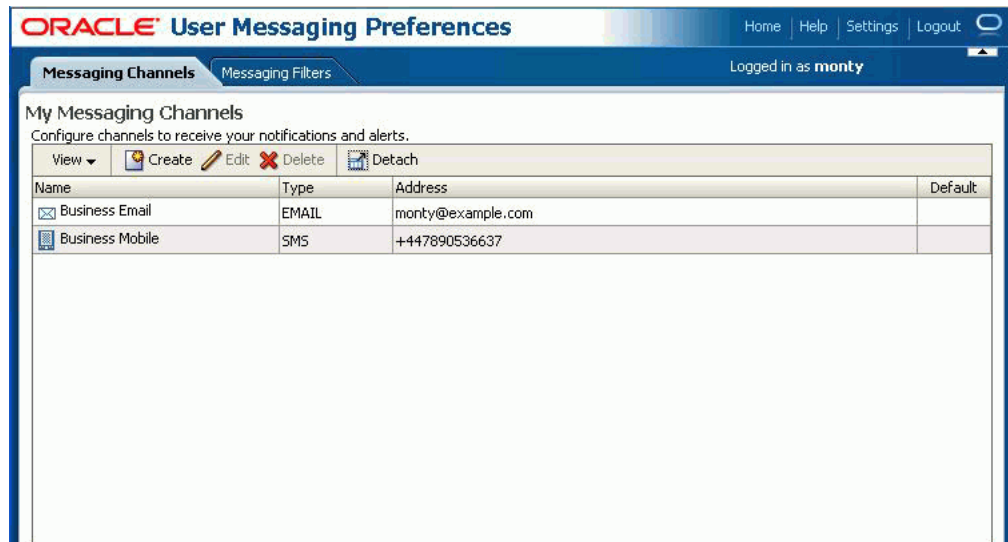 ORACLE User Messaging Preferences
Home Help Settings Logout
Messaging Channels Messaging Filters
Logged in as monty
My Messaging Channels
Configure channels to receive your notifications and alerts.
View Create Edit Delete Detach
Name Type Address Default
Business Email EMAIL monty@example.com
Business Mobile SMS +447890536637